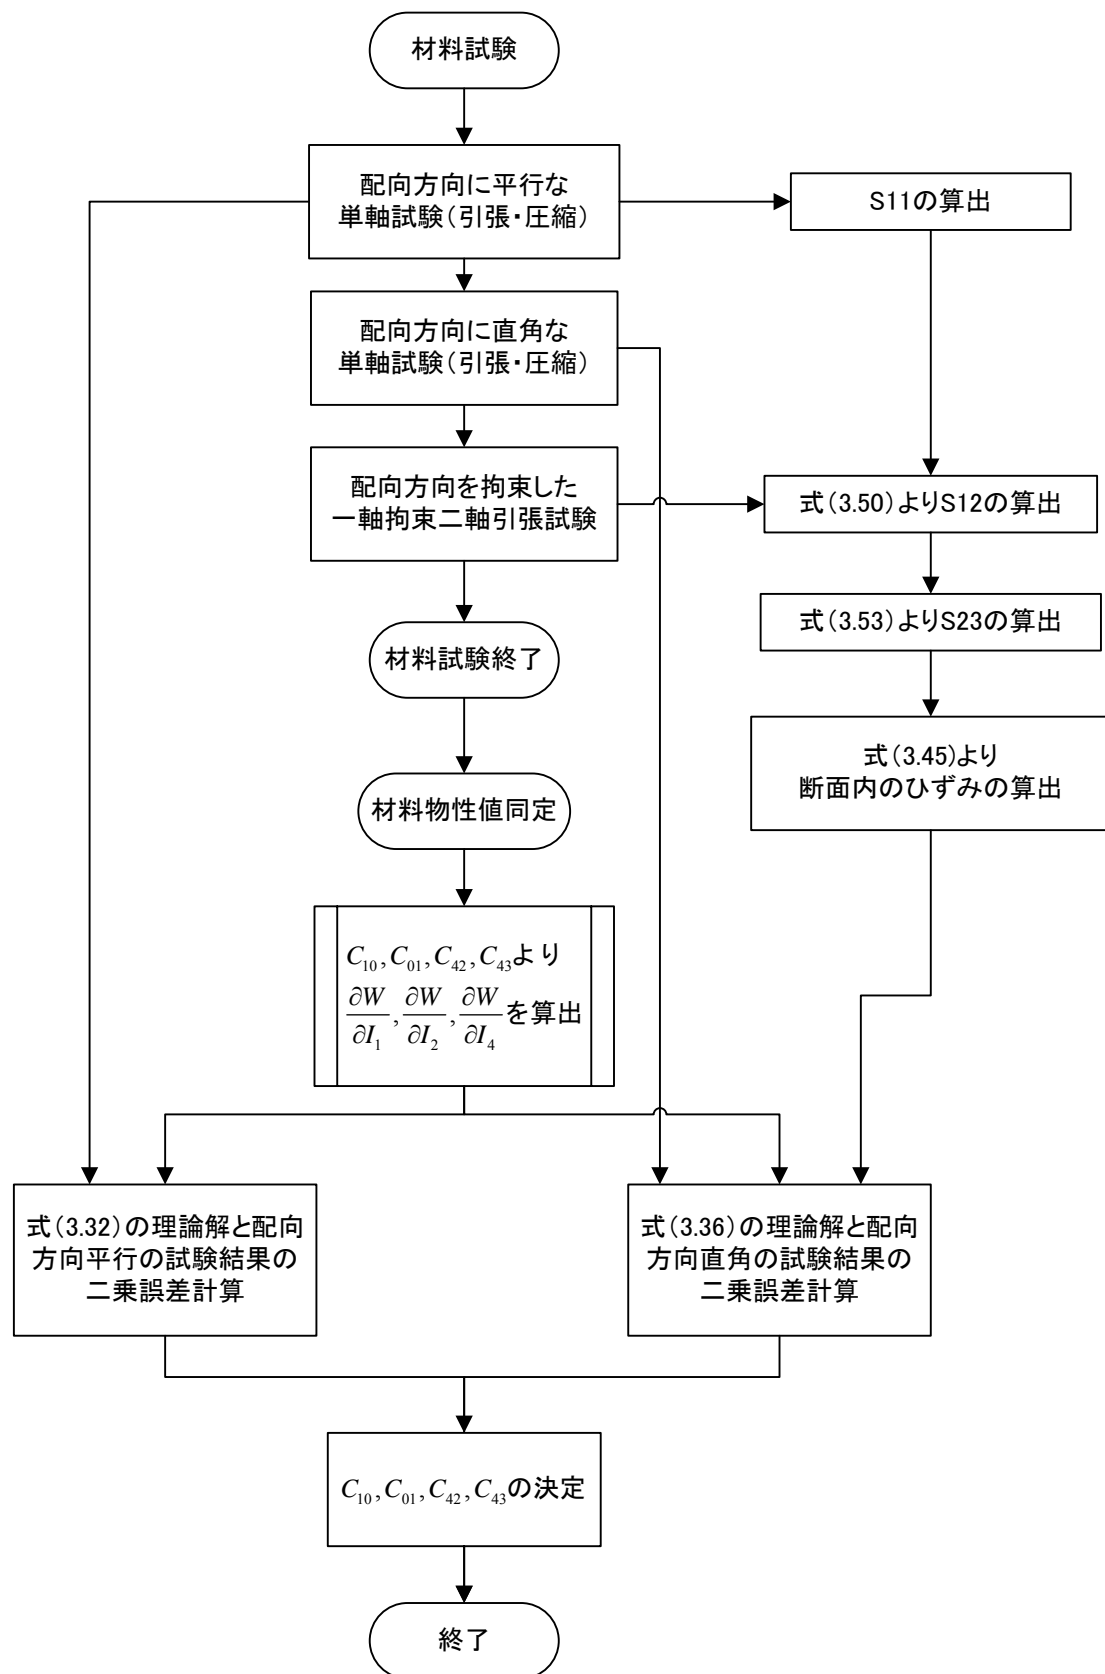 材料試験
配向方向に平行な
単軸試験(引張・圧縮)
S11の算出
配向方向に直角な
単軸試験(引張・圧縮)
配向方向を拘束した
一軸拘束二軸引張試験
式(3.50)よりS12の算出
式(3.53)よりS23の算出
材料試験終了
式(3.45)より
断面内のひずみの算出
材料物性値同定
C₁₀, C₀₁, C₄₂, C₄₃より
∂W/∂I₁, ∂W/∂I₂, ∂W/∂I₄を算出
式(3.32)の理論解と配向
方向平行の試験結果の
二乗誤差計算
式(3.36)の理論解と配向
方向直角の試験結果の
二乗誤差計算
C₁₀, C₀₁, C₄₂, C₄₃の決定
終了